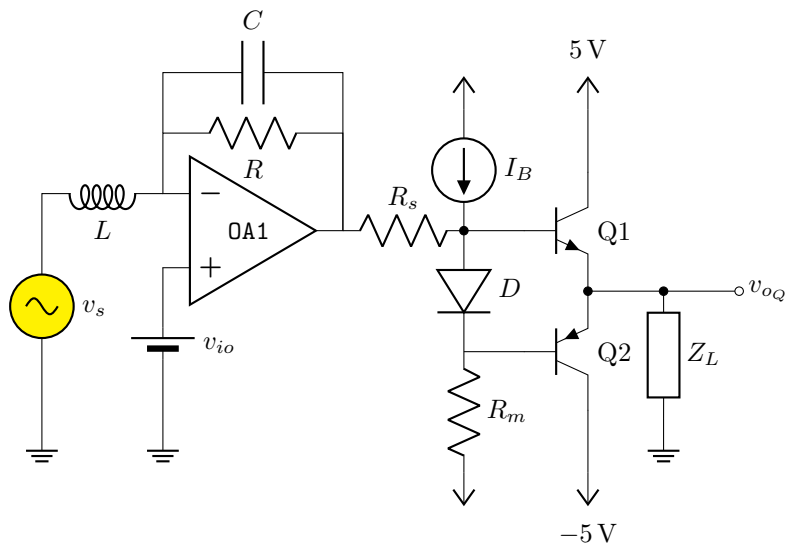 C
5 V
R
I_B
R_s
− OA1 +
Q1
L
D
v_s
v_{o_Q}
v_{io}
Q2
Z_L
R_m
−5 V